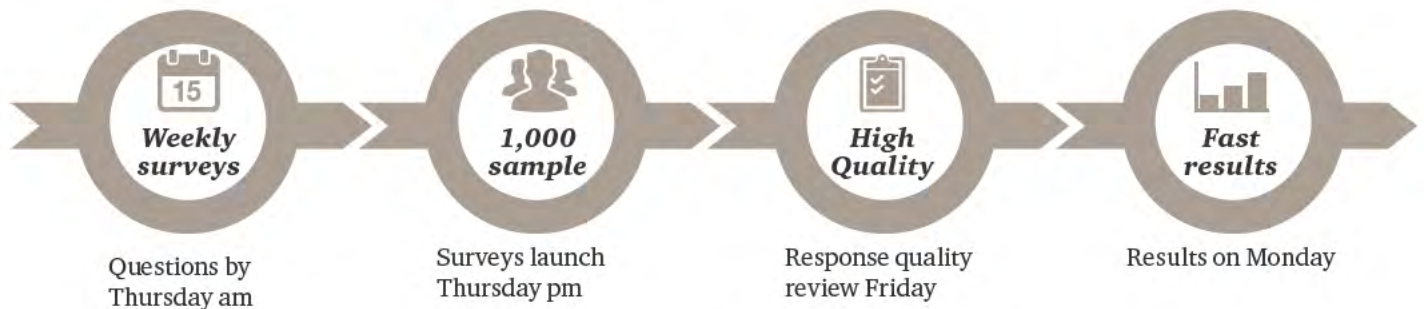 15
Weekly
surveys
Questions by
Thursday am
1,000
sample
Surveys launch
Thursday pm
High
Quality
Response quality
review Friday
Fast
results
Results on Monday